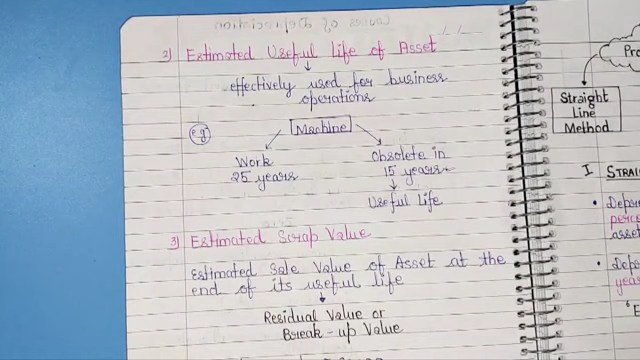 2) Estimated Useful life of Asset
effectively used for business
operations
e.g
Machine
Work
25 years
Obsolete in
15 years
Useful life
3) Estimated Scrap Value
Estimated Sale Value of Asset at the
end of its useful life
Residual Value or
Break-up Value
Straight
Line
Method
I